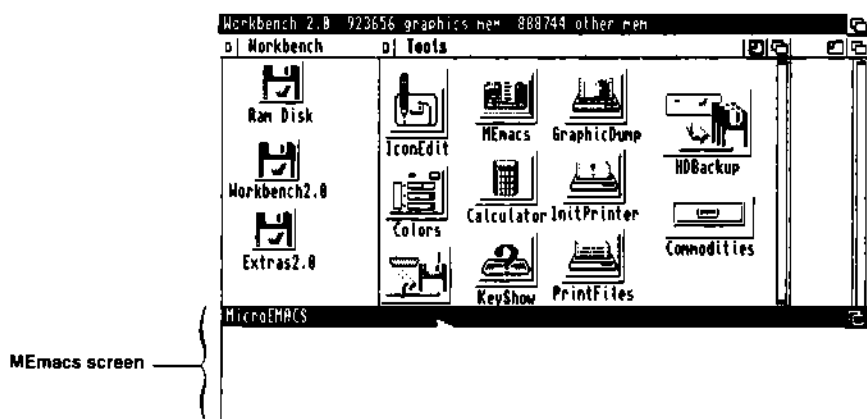 Workbench 2.0 923656 graphics mem 888744 other mem
Workbench
Tools
Ram Disk
IconEdit
MEmacs
GraphicDump
HDBackup
Workbench2.0
Colors
Calculator
InitPrinter
Commodities
Extras2.0
KeyShow
PrintFiles
MicroEMACS
MEmacs screen